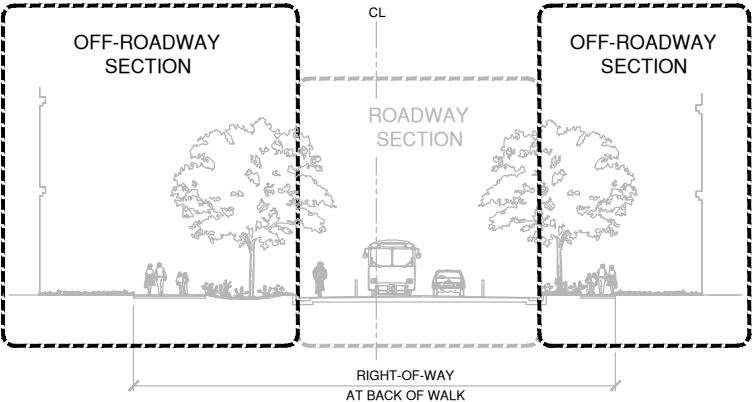 CL
OFF-ROADWAY
SECTION
OFF-ROADWAY
SECTION
ROADWAY
SECTION
RIGHT-OF-WAY
AT BACK OF WALK